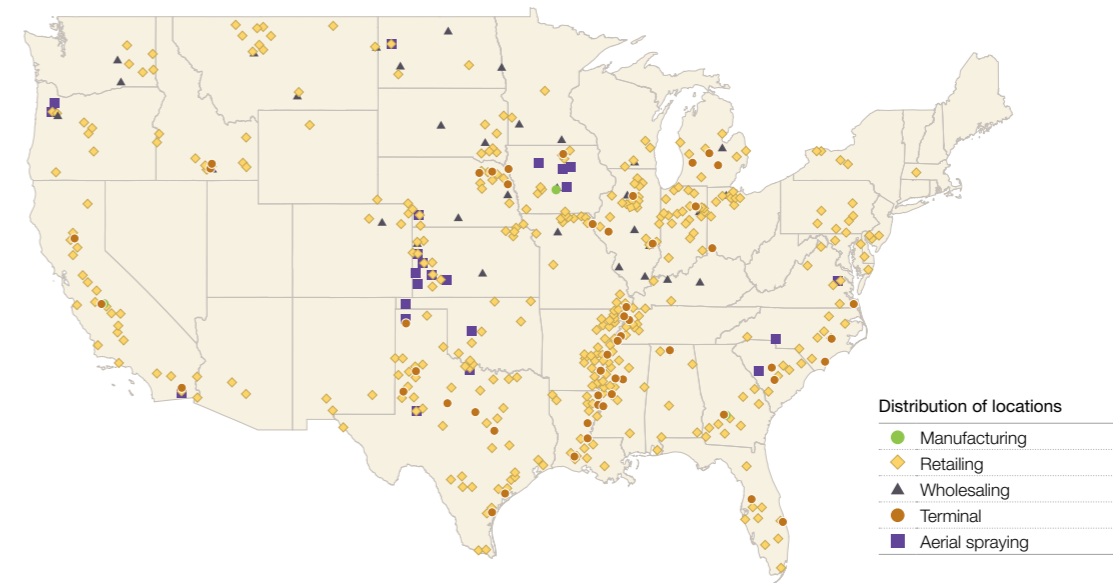 Distribution of locations
Manufacturing
Retailing
Wholesaling
Terminal
Aerial spraying